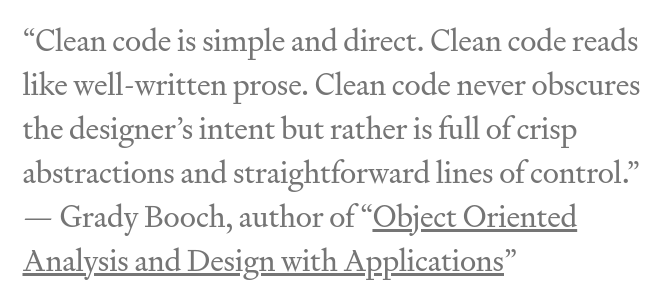 “Clean code is simple and direct. Clean code reads
like well-written prose. Clean code never obscures
the designer’s intent but rather is full of crisp
abstractions and straightforward lines of control.”
— Grady Booch, author of “Object Oriented
Analysis and Design with Applications”